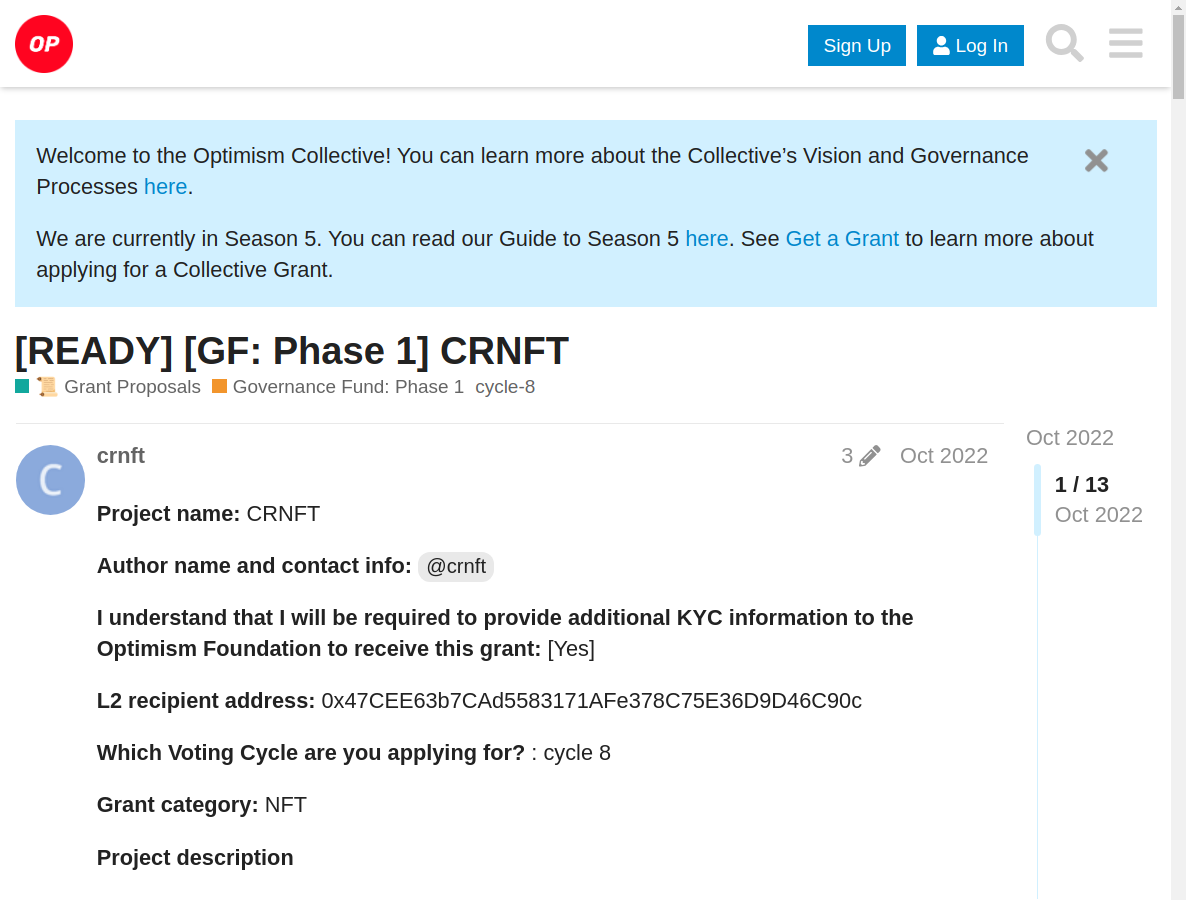 OP
Sign Up
Log In
Welcome to the Optimism Collective! You can learn more about the Collective’s Vision and Governance
Processes here.
We are currently in Season 5. You can read our Guide to Season 5 here. See Get a Grant to learn more about
applying for a Collective Grant.
[READY] [GF: Phase 1] CRNFT
📜 Grant Proposals Governance Fund: Phase 1 cycle-8
C
crnft
3
Oct 2022
Project name: CRNFT
Author name and contact info: @crnft
I understand that I will be required to provide additional KYC information to the
Optimism Foundation to receive this grant: [Yes]
L2 recipient address: 0x47CEE63b7CAd5583171AFe378C75E36D9D46C90c
Which Voting Cycle are you applying for? : cycle 8
Grant category: NFT
Project description
Oct 2022
1 / 13
Oct 2022